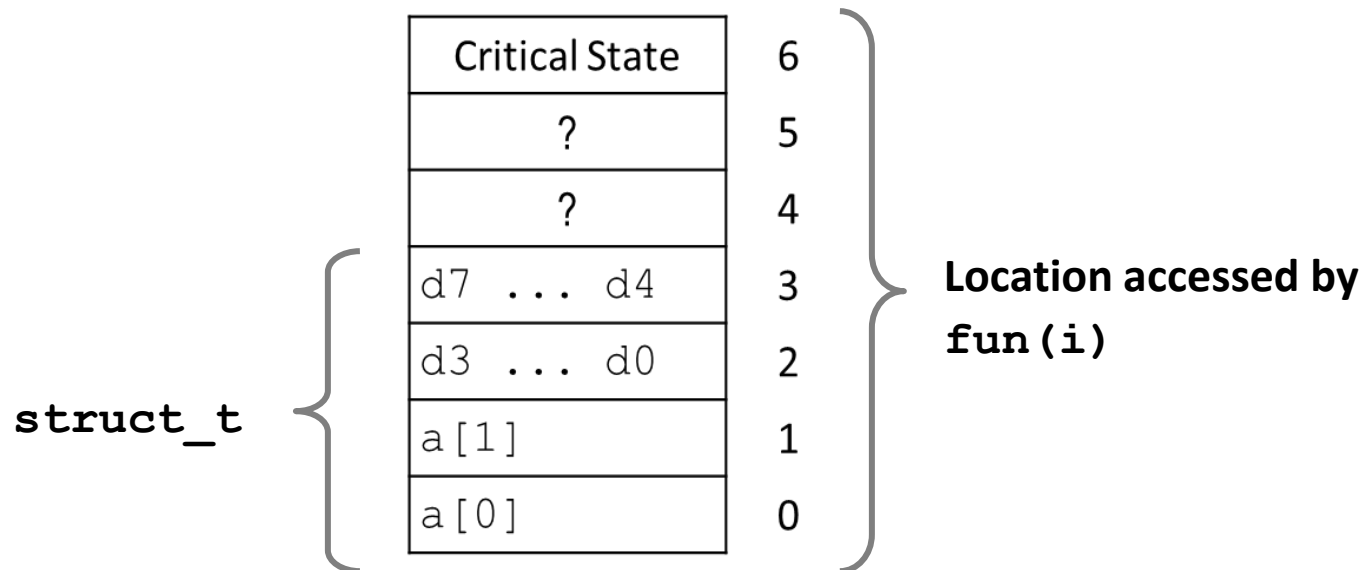 Critical State 6
? 5
? 4
d7 ... d4 3
d3 ... d0 2
a[1] 1
a[0] 0
struct_t
Location accessed by
fun(i)